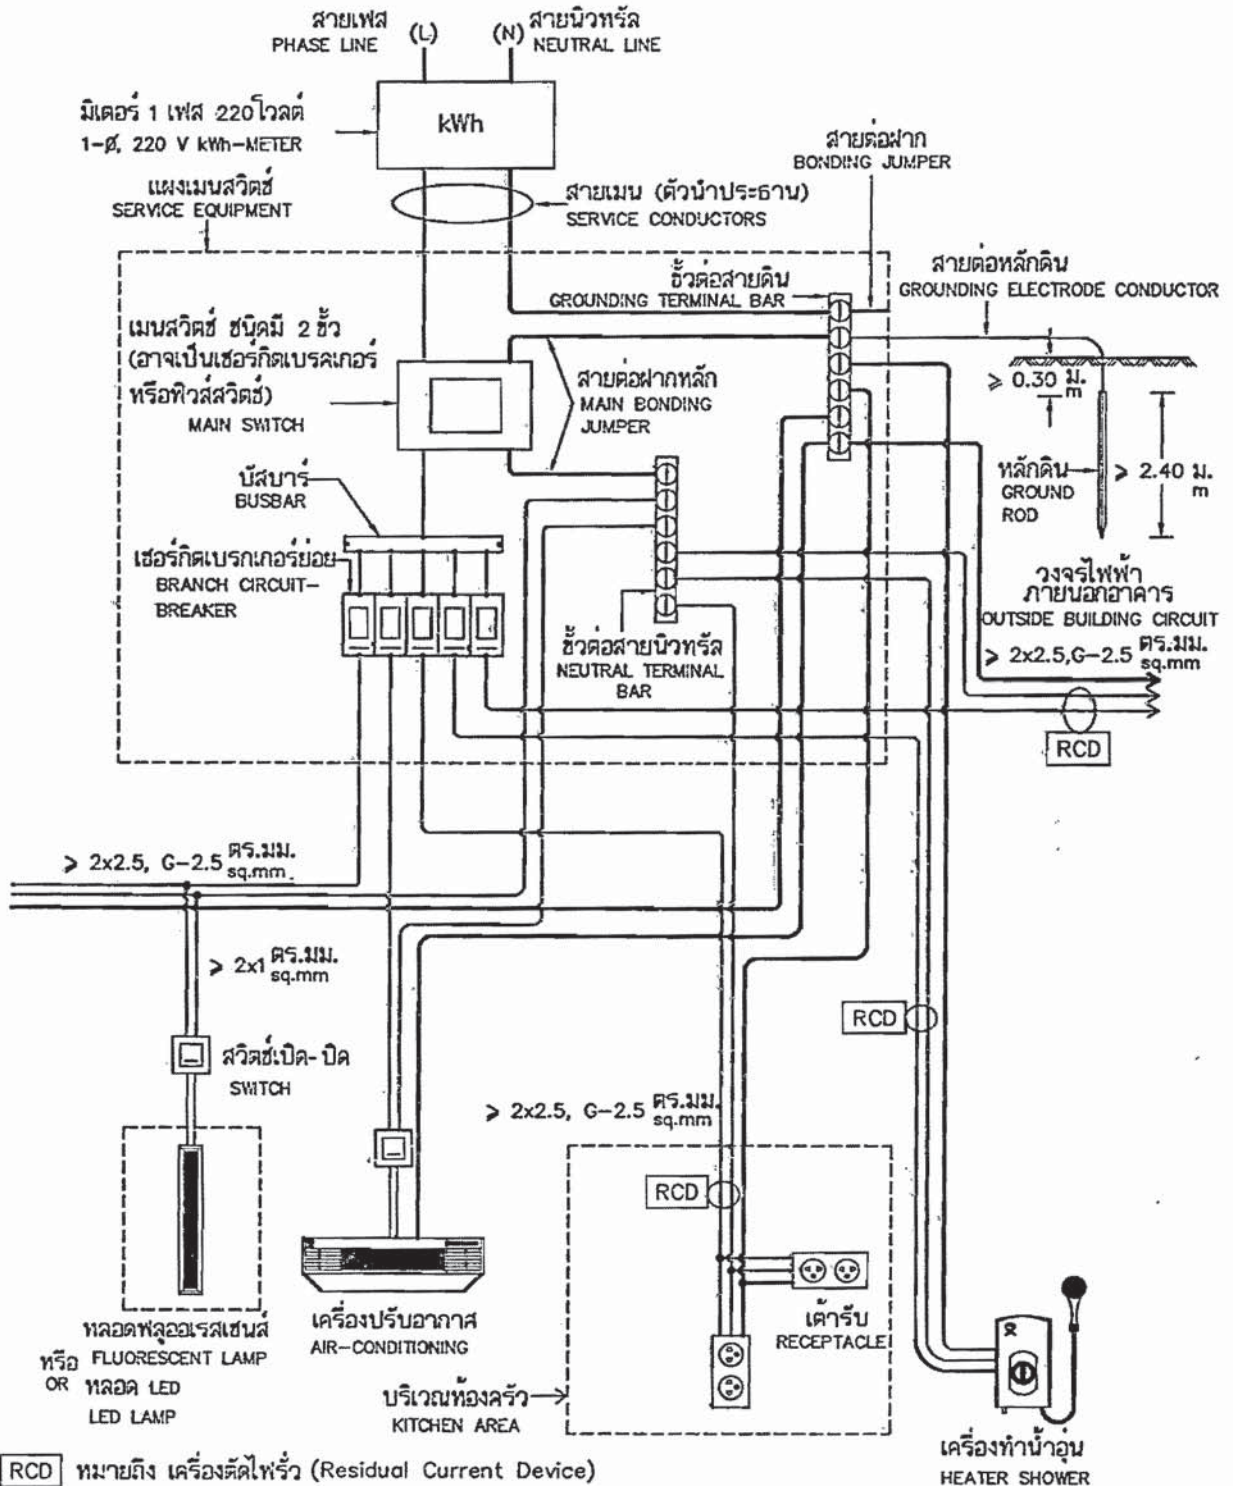 สายเฟส
PHASE LINE
(L)
(N)
สายนิวทรัล
NEUTRAL LINE
มิเตอร์ 1 เฟส 220 โวลต์
1-Ø, 220 V kWh-METER
kWh
แผงเมนสวิตช์
SERVICE EQUIPMENT
สายเมน (ตัวนำประธาน)
SERVICE CONDUCTORS
สายต่อฝาก
BONDING JUMPER
ขั้วต่อสายดิน
GROUNDING TERMINAL BAR
สายต่อหลักดิน
GROUNDING ELECTRODE CONDUCTOR
เมนสวิตช์ ชนิดมี 2 ขั้ว
(อาจเป็นเซอร์กิตเบรคเกอร์
หรือฟิวส์สวิตช์)
MAIN SWITCH
สายต่อฝากหลัก
MAIN BONDING
JUMPER
⩾ 0.30 ม.
m
หลักดิน
GROUND
ROD
⩾ 2.40 ม.
m
บัสบาร์
BUSBAR
เซอร์กิตเบรกเกอร์ย่อย
BRANCH CIRCUIT-
BREAKER
ขั้วต่อสายนิวทรัล
NEUTRAL TERMINAL
BAR
วงจรไฟฟ้า
ภายนอกอาคาร
OUTSIDE BUILDING CIRCUIT
⩾ 2x2.5,G-2.5 ตร.มม.
sq.mm
RCD
⩾ 2x2.5, G-2.5 ตร.มม.
sq.mm.
⩾ 2x1 ตร.มม.
sq.mm
สวิตช์เปิด-ปิด
SWITCH
RCD
⩾ 2x2.5, G-2.5 ตร.มม.
sq.mm
RCD
หลอดฟลูออเรสเซนส์
FLUORESCENT LAMP
หรือ
OR
หลอด LED
LED LAMP
เครื่องปรับอากาศ
AIR-CONDITIONING
เต้ารับ
RECEPTACLE
บริเวณห้องครัว
KITCHEN AREA
เครื่องทำน้ำอุ่น
HEATER SHOWER
RCD หมายถึง เครื่องตัดไฟรั่ว (Residual Current Device)